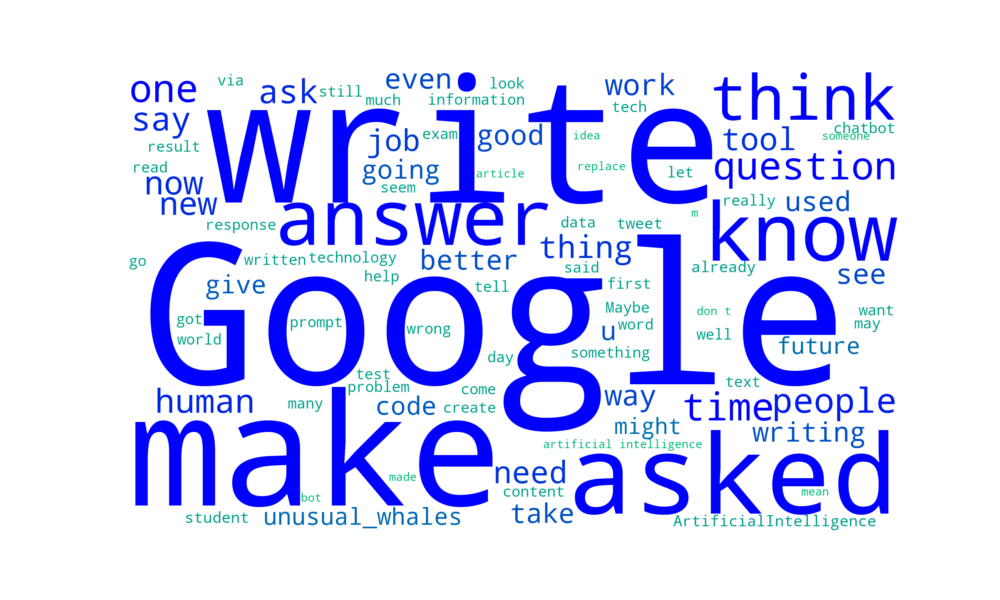 one
via
ask
still
even
look
much
information
work
tech
think
say
write
job
exam
good
idea
tool
chatbot
someone
result
read
now
going
seem
article
replace
let
question
new
answer
response
data
tweet
m
really
used
know
go
written
technology
help
better
thing
said
already
see
give
Google
tell
first
got
world
prompt
wrong
Maybe
word
u
don t
well
want
may
day
something
future
test
problem
come
text
human
many
make
code
create
way
might
time
people
writing
artificial intelligence
asked
made
bot
need
content
mean
student
unusual_whales
take
ArtificialIntelligence